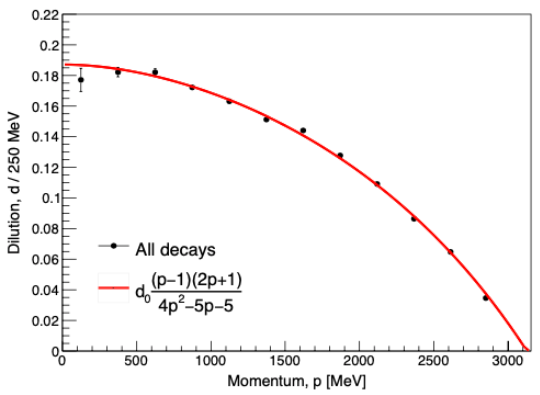 0.22
0.2
0.18
0.16
0.14
0.12
0.1
0.08
0.06
0.04
0.02
0
Dilution, d / 250 MeV
All decays
d₀ (p−1)(2p+1)
4p²−5p−5
0 500 1000 1500 2000 2500 3000
Momentum, p [MeV]